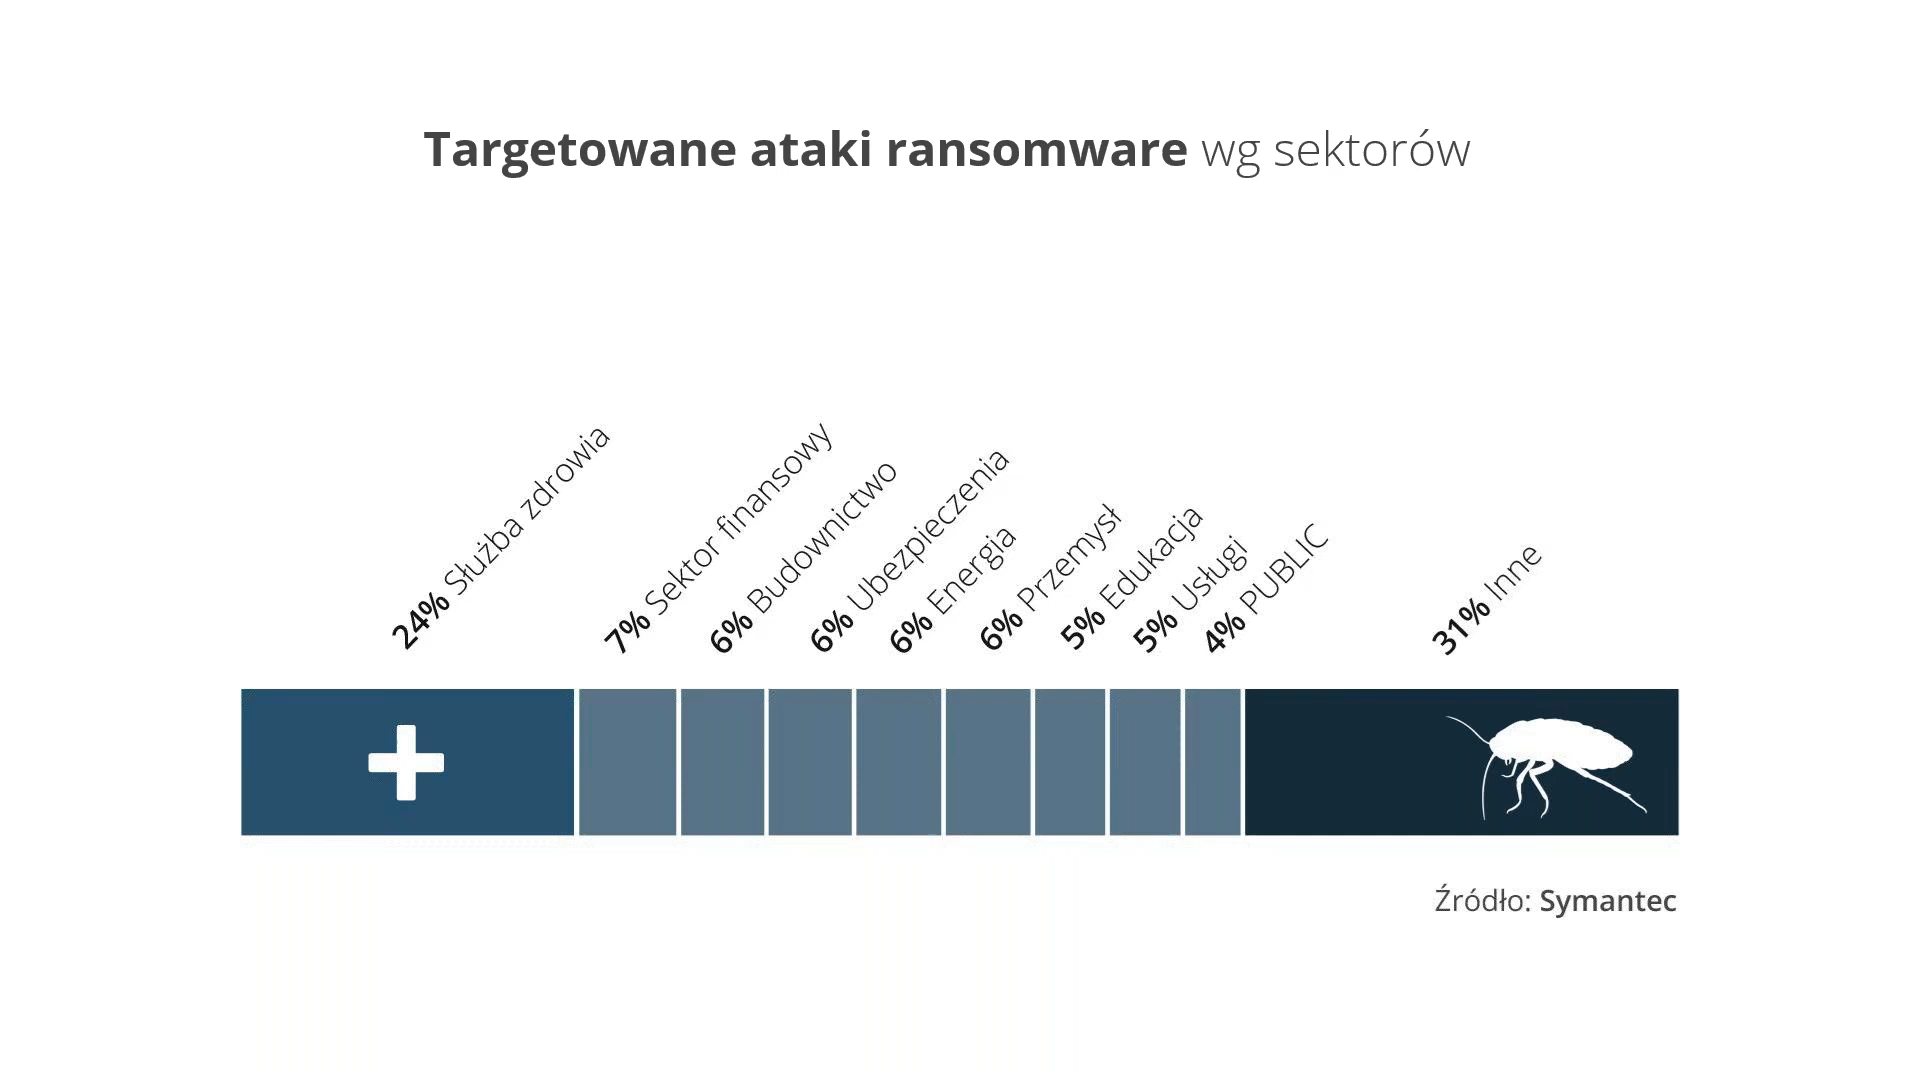 Targetowane ataki ransomware wg sektorów
24% Służba zdrowia
7% Sektor finansowy
6% Budownictwo
6% Ubezpieczenia
6% Energia
6% Przemysł
5% Edukacja
5% Usługi
4% PUBLIC
31% Inne
Źródło: Symantec